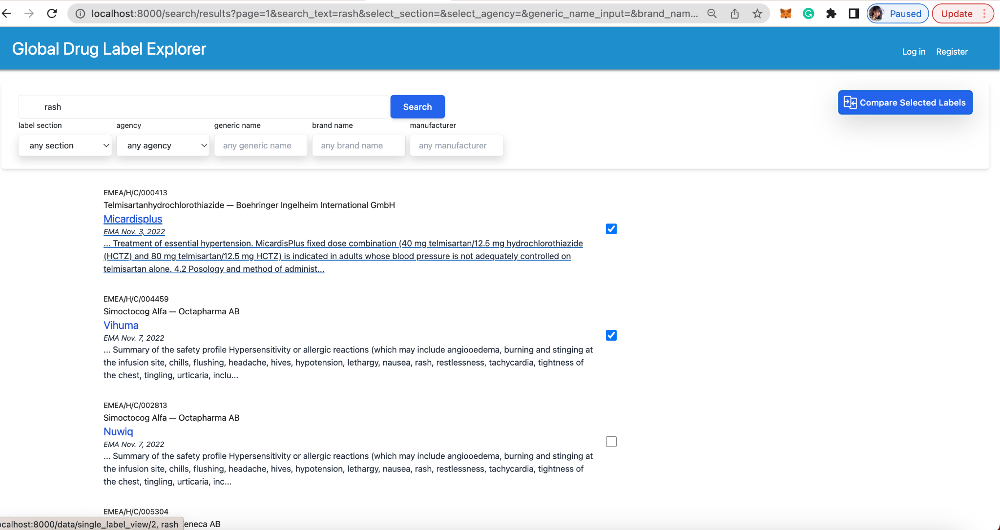 localhost:8000/search/results?page=1&search_text=rash&select_section=&select_agency=&generic_name_input=&brand_nam...
Paused
Update
Global Drug Label Explorer
Log in Register
rash
Search
Compare Selected Labels
label section agency generic name brand name manufacturer
any section any agency any generic name any brand name any manufacturer
EMEA/H/C/000413
Telmisartanhydrochlorothiazide — Boehringer Ingelheim International GmbH
Micardisplus
EMA Nov. 3, 2022
... Treatment of essential hypertension. MicardisPlus fixed dose combination (40 mg telmisartan/12.5 mg hydrochlorothiazide
(HCTZ) and 80 mg telmisartan/12.5 mg HCTZ) is indicated in adults whose blood pressure is not adequately controlled on
telmisartan alone. 4.2 Posology and method of administ...
EMEA/H/C/004459
Simoctocog Alfa — Octapharma AB
Vihuma
EMA Nov. 7, 2022
... Summary of the safety profile Hypersensitivity or allergic reactions (which may include angiooedema, burning and stinging at
the infusion site, chills, flushing, headache, hives, hypotension, lethargy, nausea, rash, restlessness, tachycardia, tightness of
the chest, tingling, urticaria, inclu...
EMEA/H/C/002813
Simoctocog Alfa — Octapharma AB
Nuwiq
EMA Nov. 7, 2022
... Summary of the safety profile Hypersensitivity or allergic reactions (which may include angiooedema, burning and stinging at
the infusion site, chills, flushing, headache, hives, hypotension, lethargy, nausea, rash, restlessness, tachycardia, tightness of
the chest, tingling, urticaria, inc...
EMEA/H/C/005304
ocalhost:8000/data/single_label_view/2, rash eneca AB